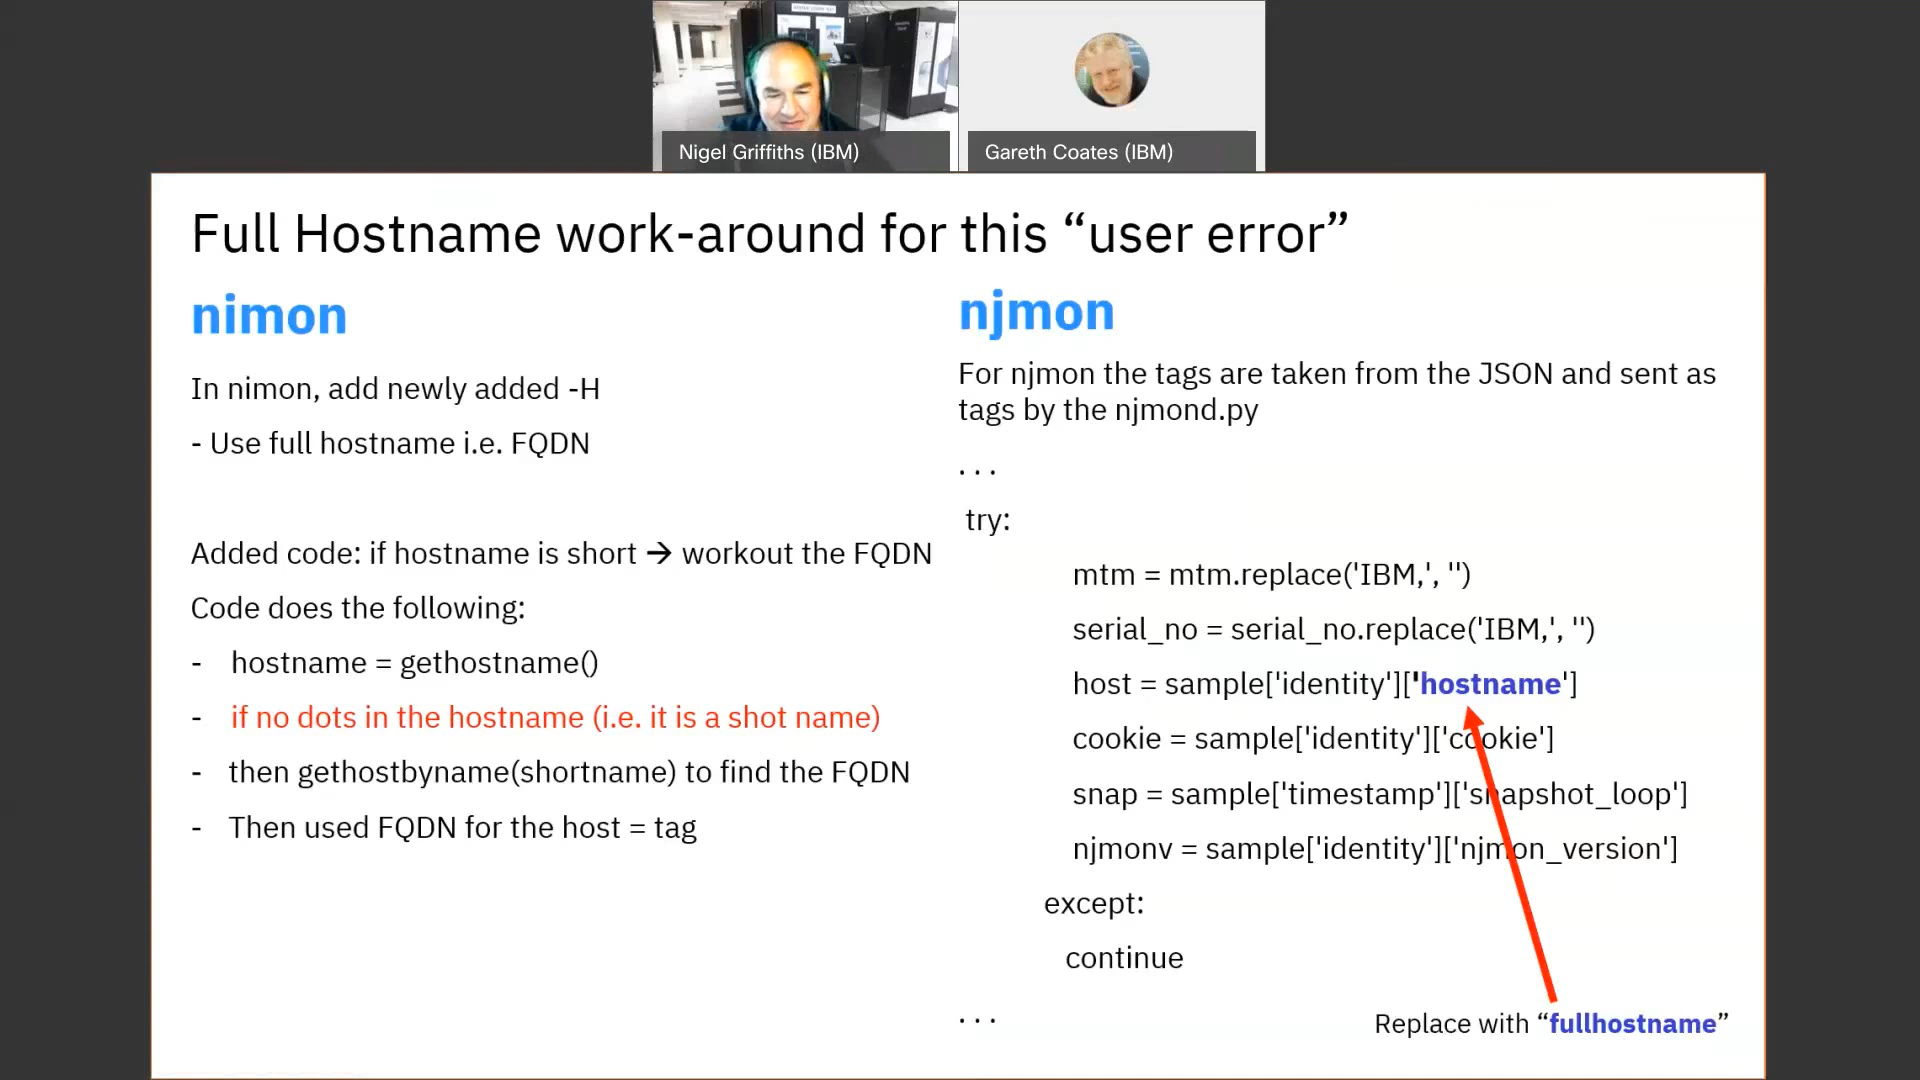 Nigel Griffiths (IBM)
Gareth Coates (IBM)
Full Hostname work-around for this “user error”
nimon
In nimon, add newly added -H
- Use full hostname i.e. FQDN
Added code: if hostname is short → workout the FQDN
Code does the following:
- hostname = gethostname()
- if no dots in the hostname (i.e. it is a shot name)
- then gethostbyname(shortname) to find the FQDN
- Then used FQDN for the host = tag
njmon
For njmon the tags are taken from the JSON and sent as
tags by the njmond.py
. . .
try:
mtm = mtm.replace('IBM,', '')
serial_no = serial_no.replace('IBM,', '')
host = sample['identity']['hostname']
cookie = sample['identity']['cookie']
snap = sample['timestamp']['snapshot_loop']
njmonv = sample['identity']['njmon_version']
except:
continue
. . .
Replace with “fullhostname”